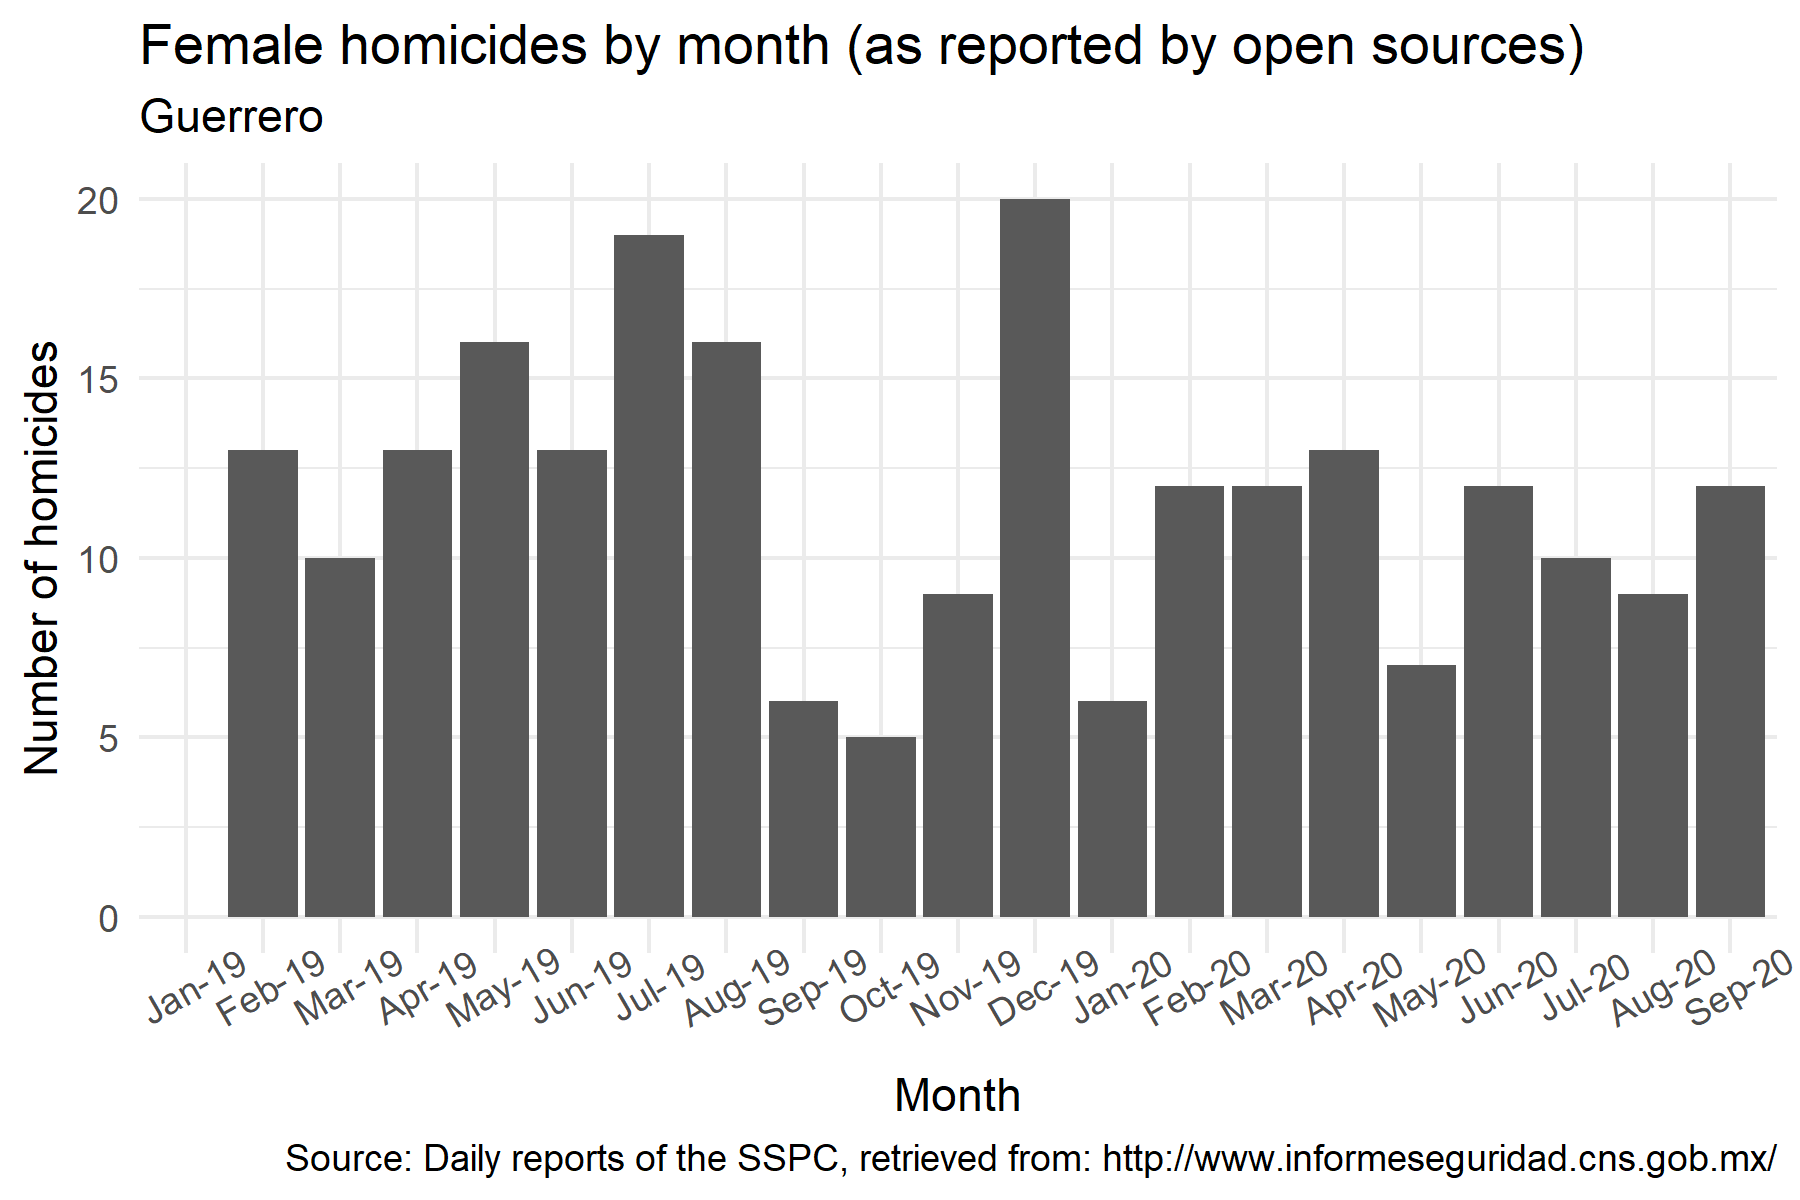 Female homicides by month (as reported by open sources)
Guerrero
Number of homicides
20
15
10
5
0
Jan-19
Feb-19
Mar-19
Apr-19
May-19
Jun-19
Jul-19
Aug-19
Sep-19
Oct-19
Nov-19
Dec-19
Jan-20
Feb-20
Mar-20
Apr-20
May-20
Jun-20
Jul-20
Aug-20
Sep-20
Month
Source: Daily reports of the SSPC, retrieved from: http://www.informeseguridad.cns.gob.mx/